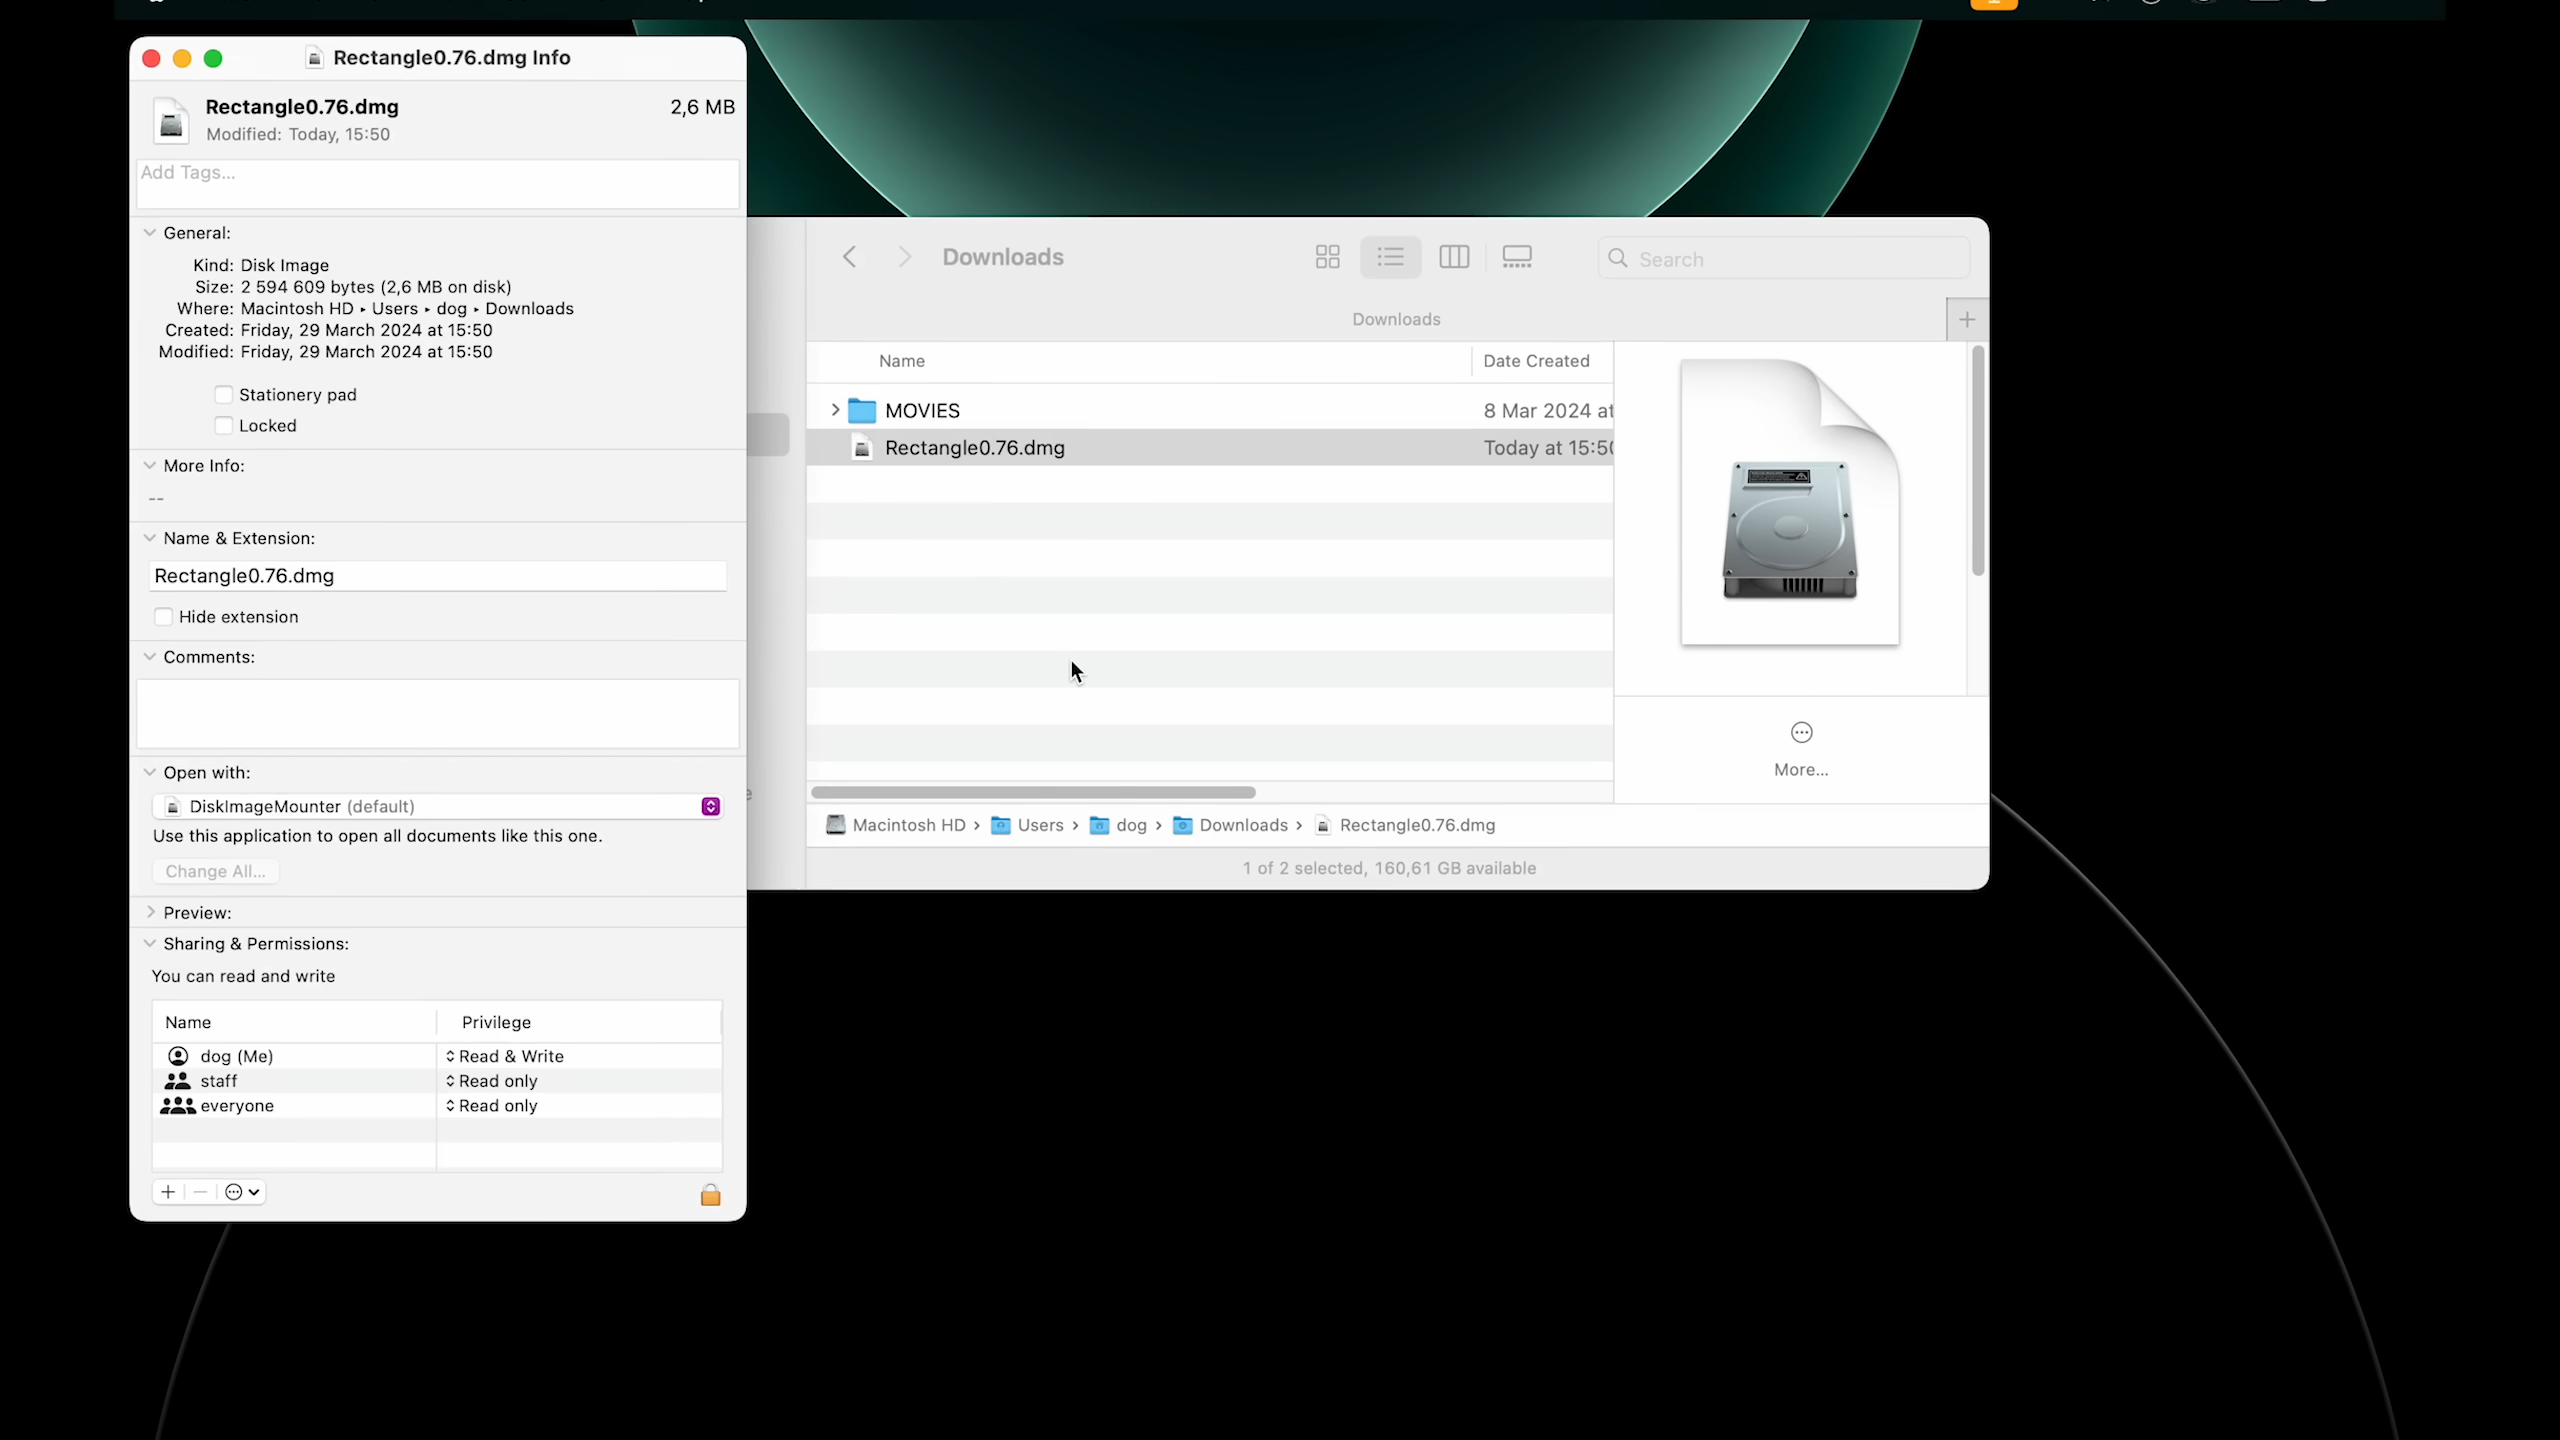 Rectangle0.76.dmg Info
Rectangle0.76.dmg
2,6 MB
Modified: Today, 15:50
Add Tags...
General:
Kind: Disk Image
Size: 2 594 609 bytes (2,6 MB on disk)
Where: Macintosh HD ▸ Users ▸ dog ▸ Downloads
Created: Friday, 29 March 2024 at 15:50
Modified: Friday, 29 March 2024 at 15:50
Stationery pad
Locked
More Info:
--
Name & Extension:
Rectangle0.76.dmg
Hide extension
Comments:
Open with:
DiskImageMounter (default)
Use this application to open all documents like this one.
Change All...
Preview:
Sharing & Permissions:
You can read and write
Name Privilege
dog (Me) Read & Write
staff Read only
everyone Read only
Downloads
Search
Downloads
Name Date Created
MOVIES 8 Mar 2024 at
Rectangle0.76.dmg Today at 15:50
More...
Macintosh HD › Users › dog › Downloads › Rectangle0.76.dmg
1 of 2 selected, 160,61 GB available